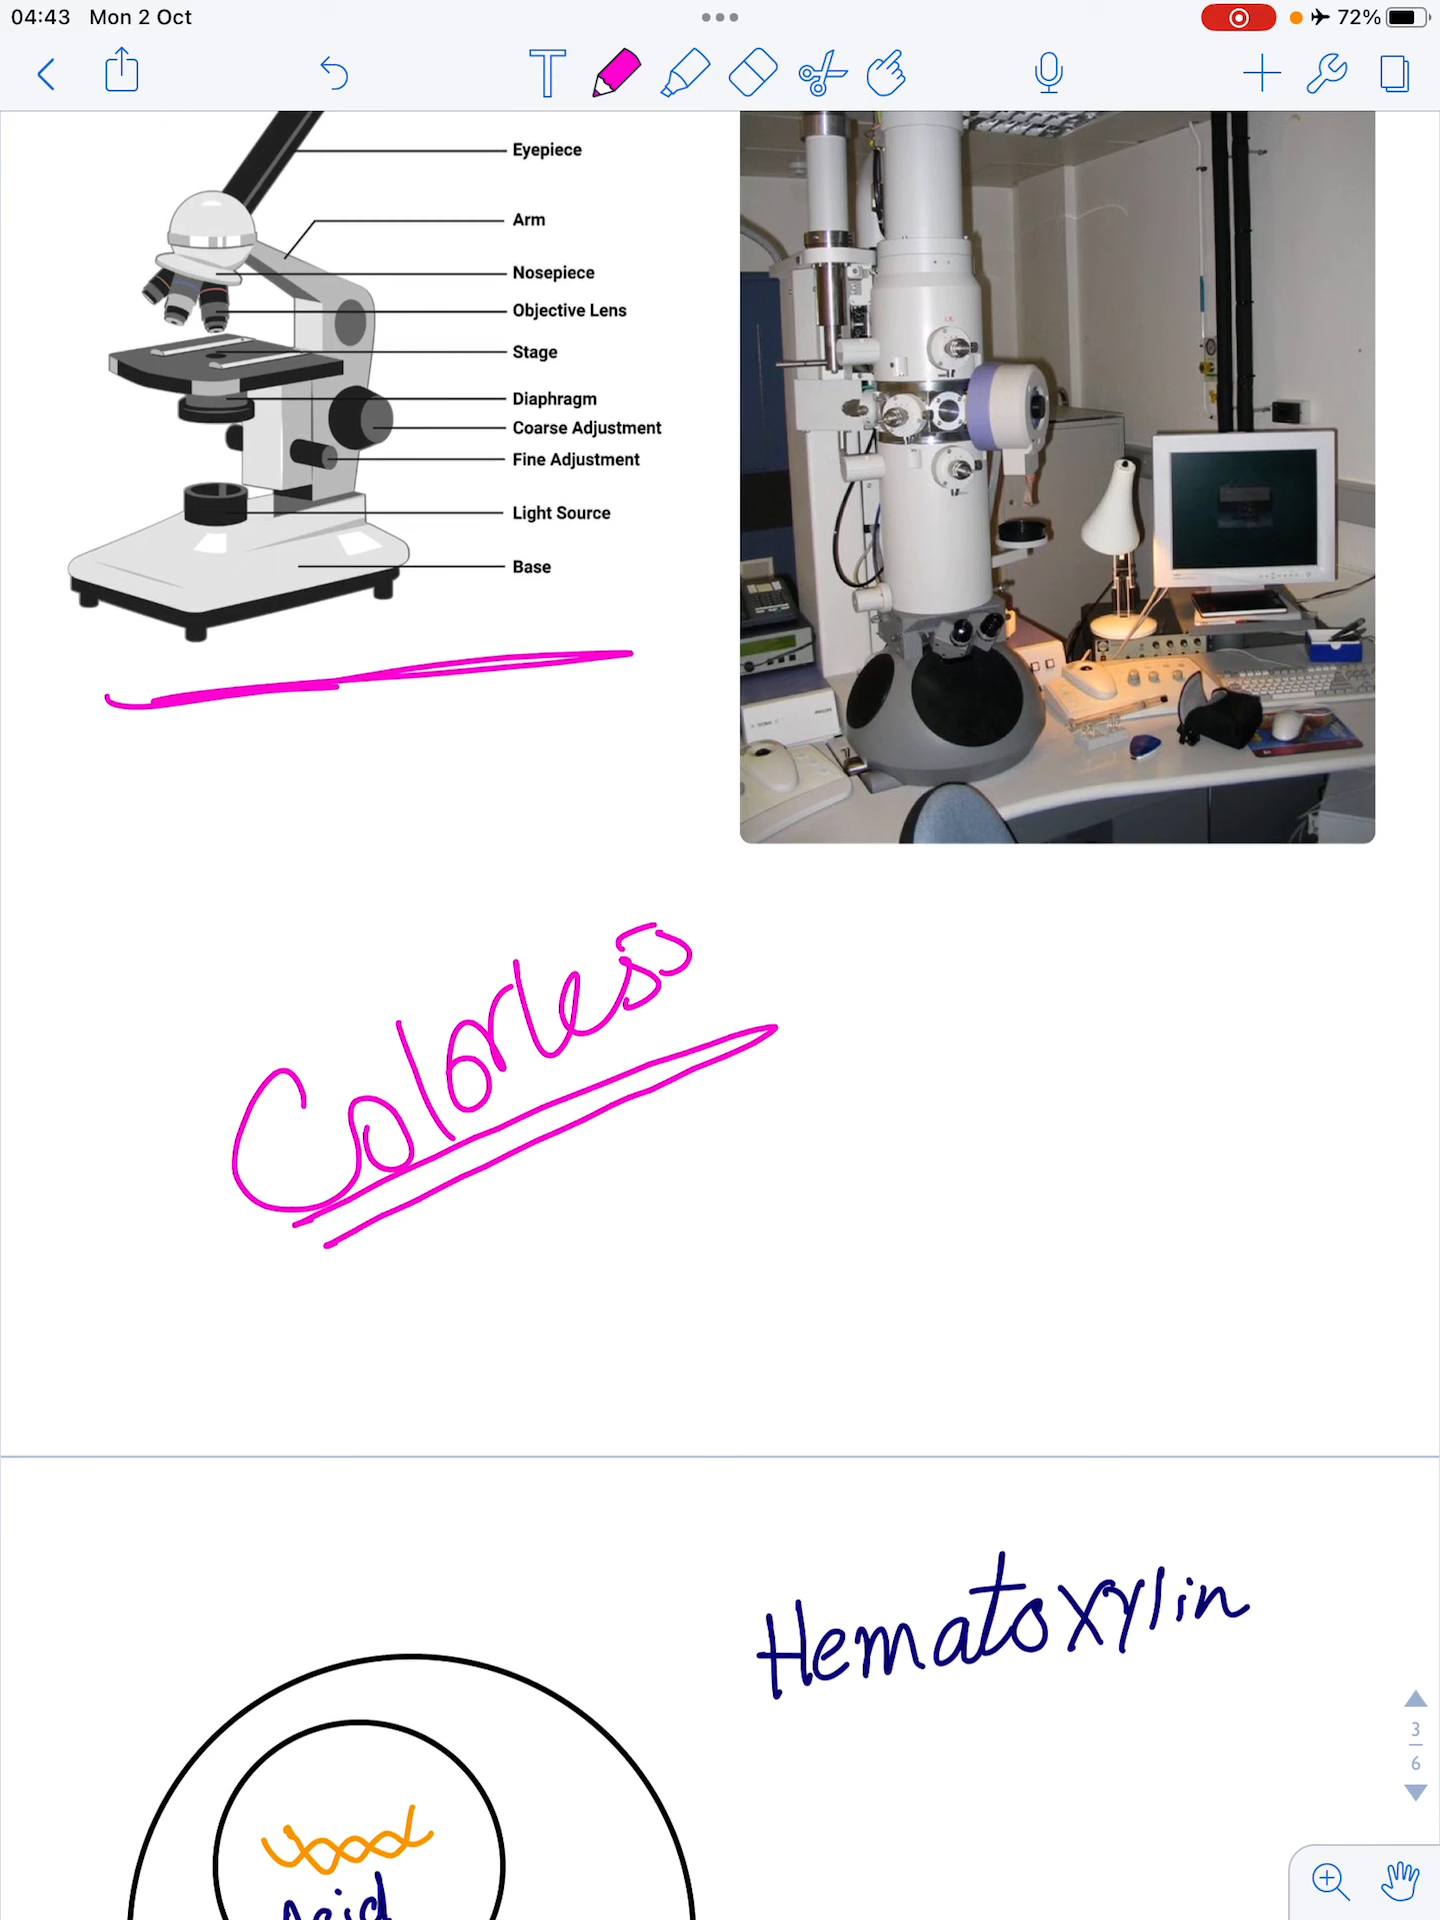 04:43 Mon 2 Oct
72%
T
Eyepiece
Arm
Nosepiece
Objective Lens
Stage
Diaphragm
Coarse Adjustment
Fine Adjustment
Light Source
Base
Colorless
Hematoxylin
Acid
3
6